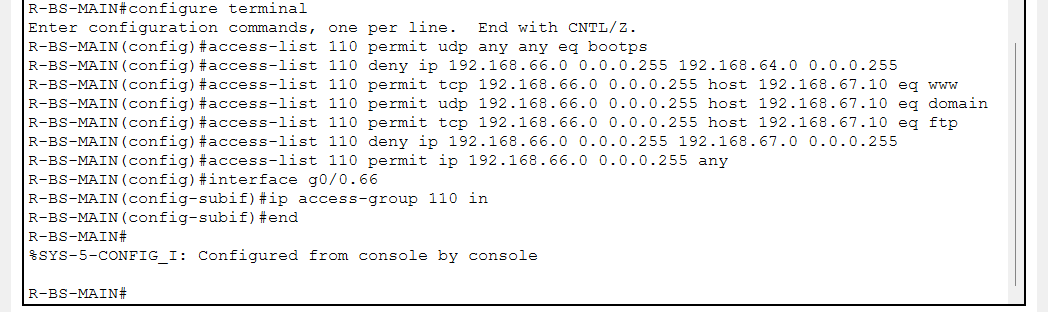 R-BS-MAIN#configure terminal
Enter configuration commands, one per line.  End with CNTL/Z.
R-BS-MAIN(config)#access-list 110 permit udp any any eq bootps
R-BS-MAIN(config)#access-list 110 deny ip 192.168.66.0 0.0.0.255 192.168.64.0 0.0.0.255
R-BS-MAIN(config)#access-list 110 permit tcp 192.168.66.0 0.0.0.255 host 192.168.67.10 eq www
R-BS-MAIN(config)#access-list 110 permit udp 192.168.66.0 0.0.0.255 host 192.168.67.10 eq domain
R-BS-MAIN(config)#access-list 110 permit tcp 192.168.66.0 0.0.0.255 host 192.168.67.10 eq ftp
R-BS-MAIN(config)#access-list 110 deny ip 192.168.66.0 0.0.0.255 192.168.67.0 0.0.0.255
R-BS-MAIN(config)#access-list 110 permit ip 192.168.66.0 0.0.0.255 any
R-BS-MAIN(config)#interface g0/0.66
R-BS-MAIN(config-subif)#ip access-group 110 in
R-BS-MAIN(config-subif)#end
R-BS-MAIN#
%SYS-5-CONFIG_I: Configured from console by console
R-BS-MAIN#